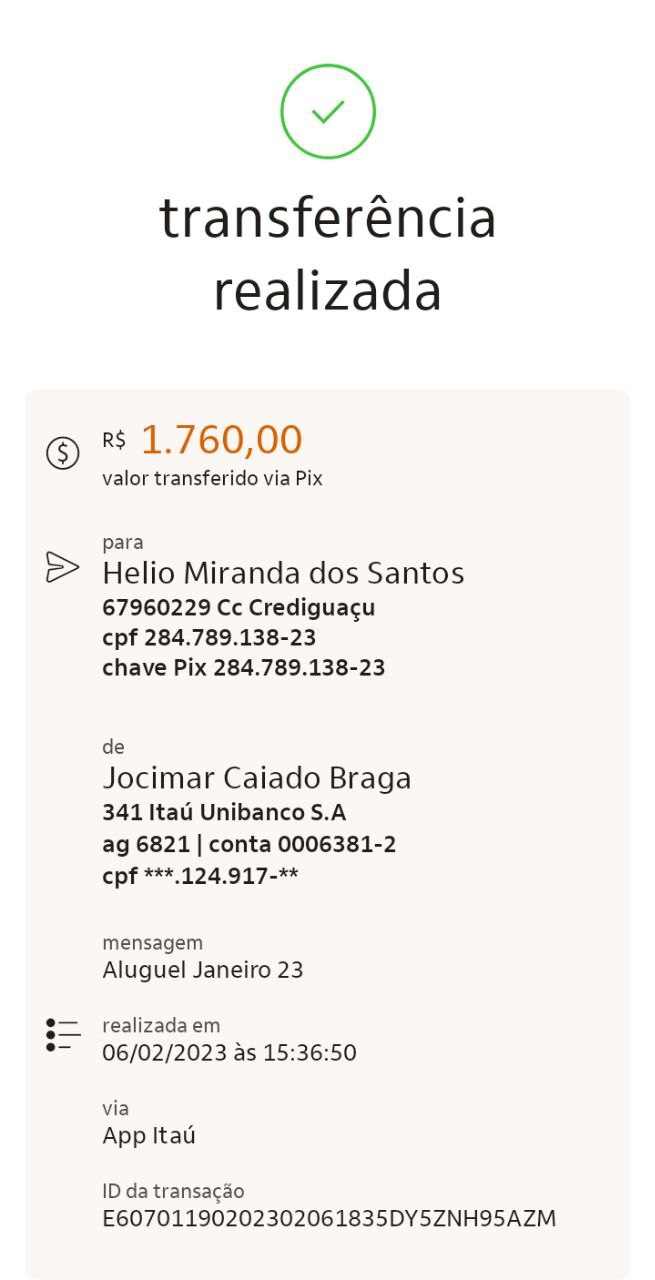 transferência
realizada
R$ 1.760,00
valor transferido via Pix
para
Helio Miranda dos Santos
67960229 Cc Crediguaçu
cpf 284.789.138-23
chave Pix 284.789.138-23
de
Jocimar Caiado Braga
341 Itaú Unibanco S.A
ag 6821 | conta 0006381-2
cpf ***.124.917-**
mensagem
Aluguel Janeiro 23
realizada em
06/02/2023 às 15:36:50
via
App Itaú
ID da transação
E60701190202302061835DY5ZNH95AZM